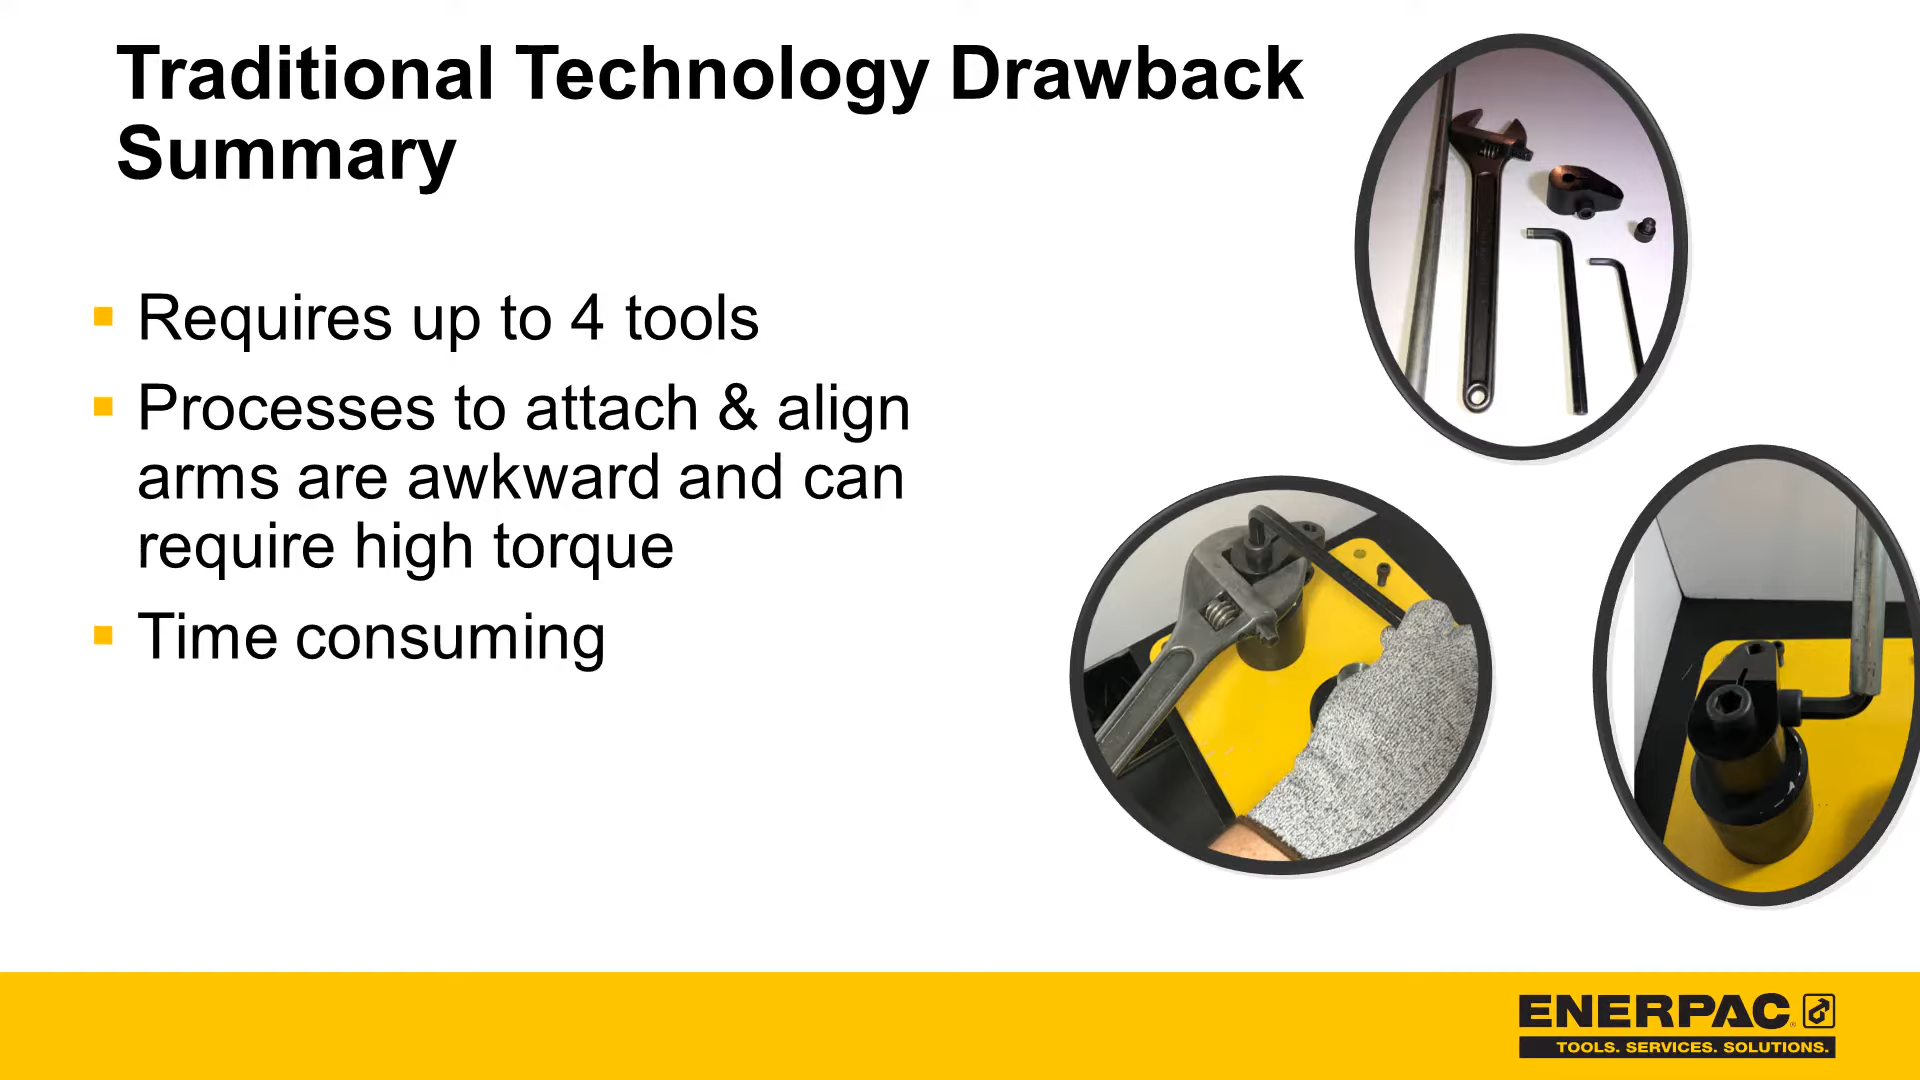 Traditional Technology Drawback
Summary
Requires up to 4 tools
Processes to attach & align
arms are awkward and can
require high torque
Time consuming
ENERPAC®
TOOLS. SERVICES. SOLUTIONS.